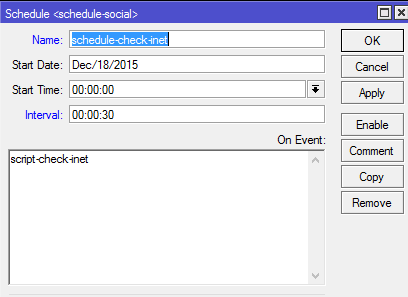 Schedule <schedule-social>
Name: schedule-check-inet
OK
Start Date: Dec/18/2015
Cancel
Start Time: 00:00:00
Apply
Interval: 00:00:30
Enable
On Event:
Comment
script-check-inet
Copy
Remove